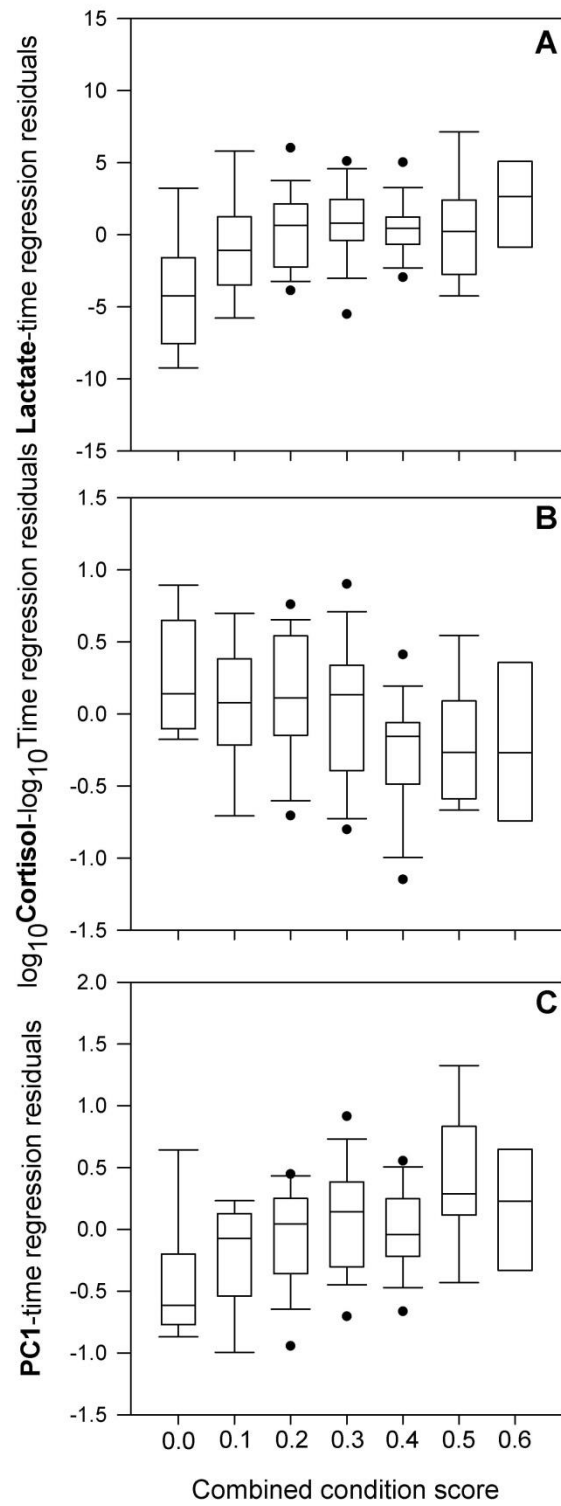 Lactate-time regression residuals
15
10
5
0
-5
-10
-15
A
log10Cortisol-log10Time regression residuals
1.5
1.0
0.5
0.0
-0.5
-1.0
-1.5
B
PC1-time regression residuals
2.0
1.5
1.0
0.5
0.0
-0.5
-1.0
-1.5
C
0.0 0.1 0.2 0.3 0.4 0.5 0.6
Combined condition score